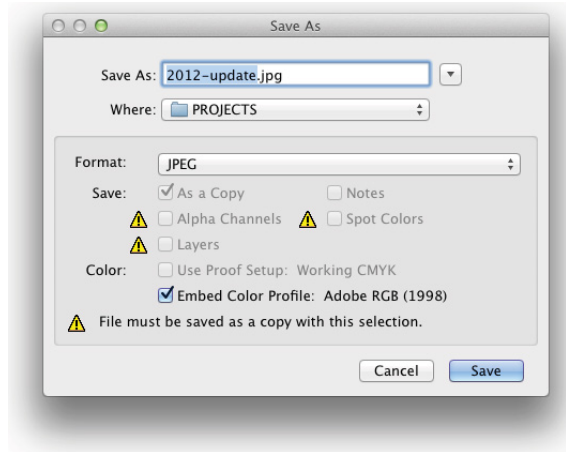 Save As
Save As: 2012-update.jpg
Where: PROJECTS
Format: JPEG
Save: As a Copy Notes
Alpha Channels Spot Colors
Layers
Color: Use Proof Setup: Working CMYK
Embed Color Profile: Adobe RGB (1998)
File must be saved as a copy with this selection.
Cancel Save